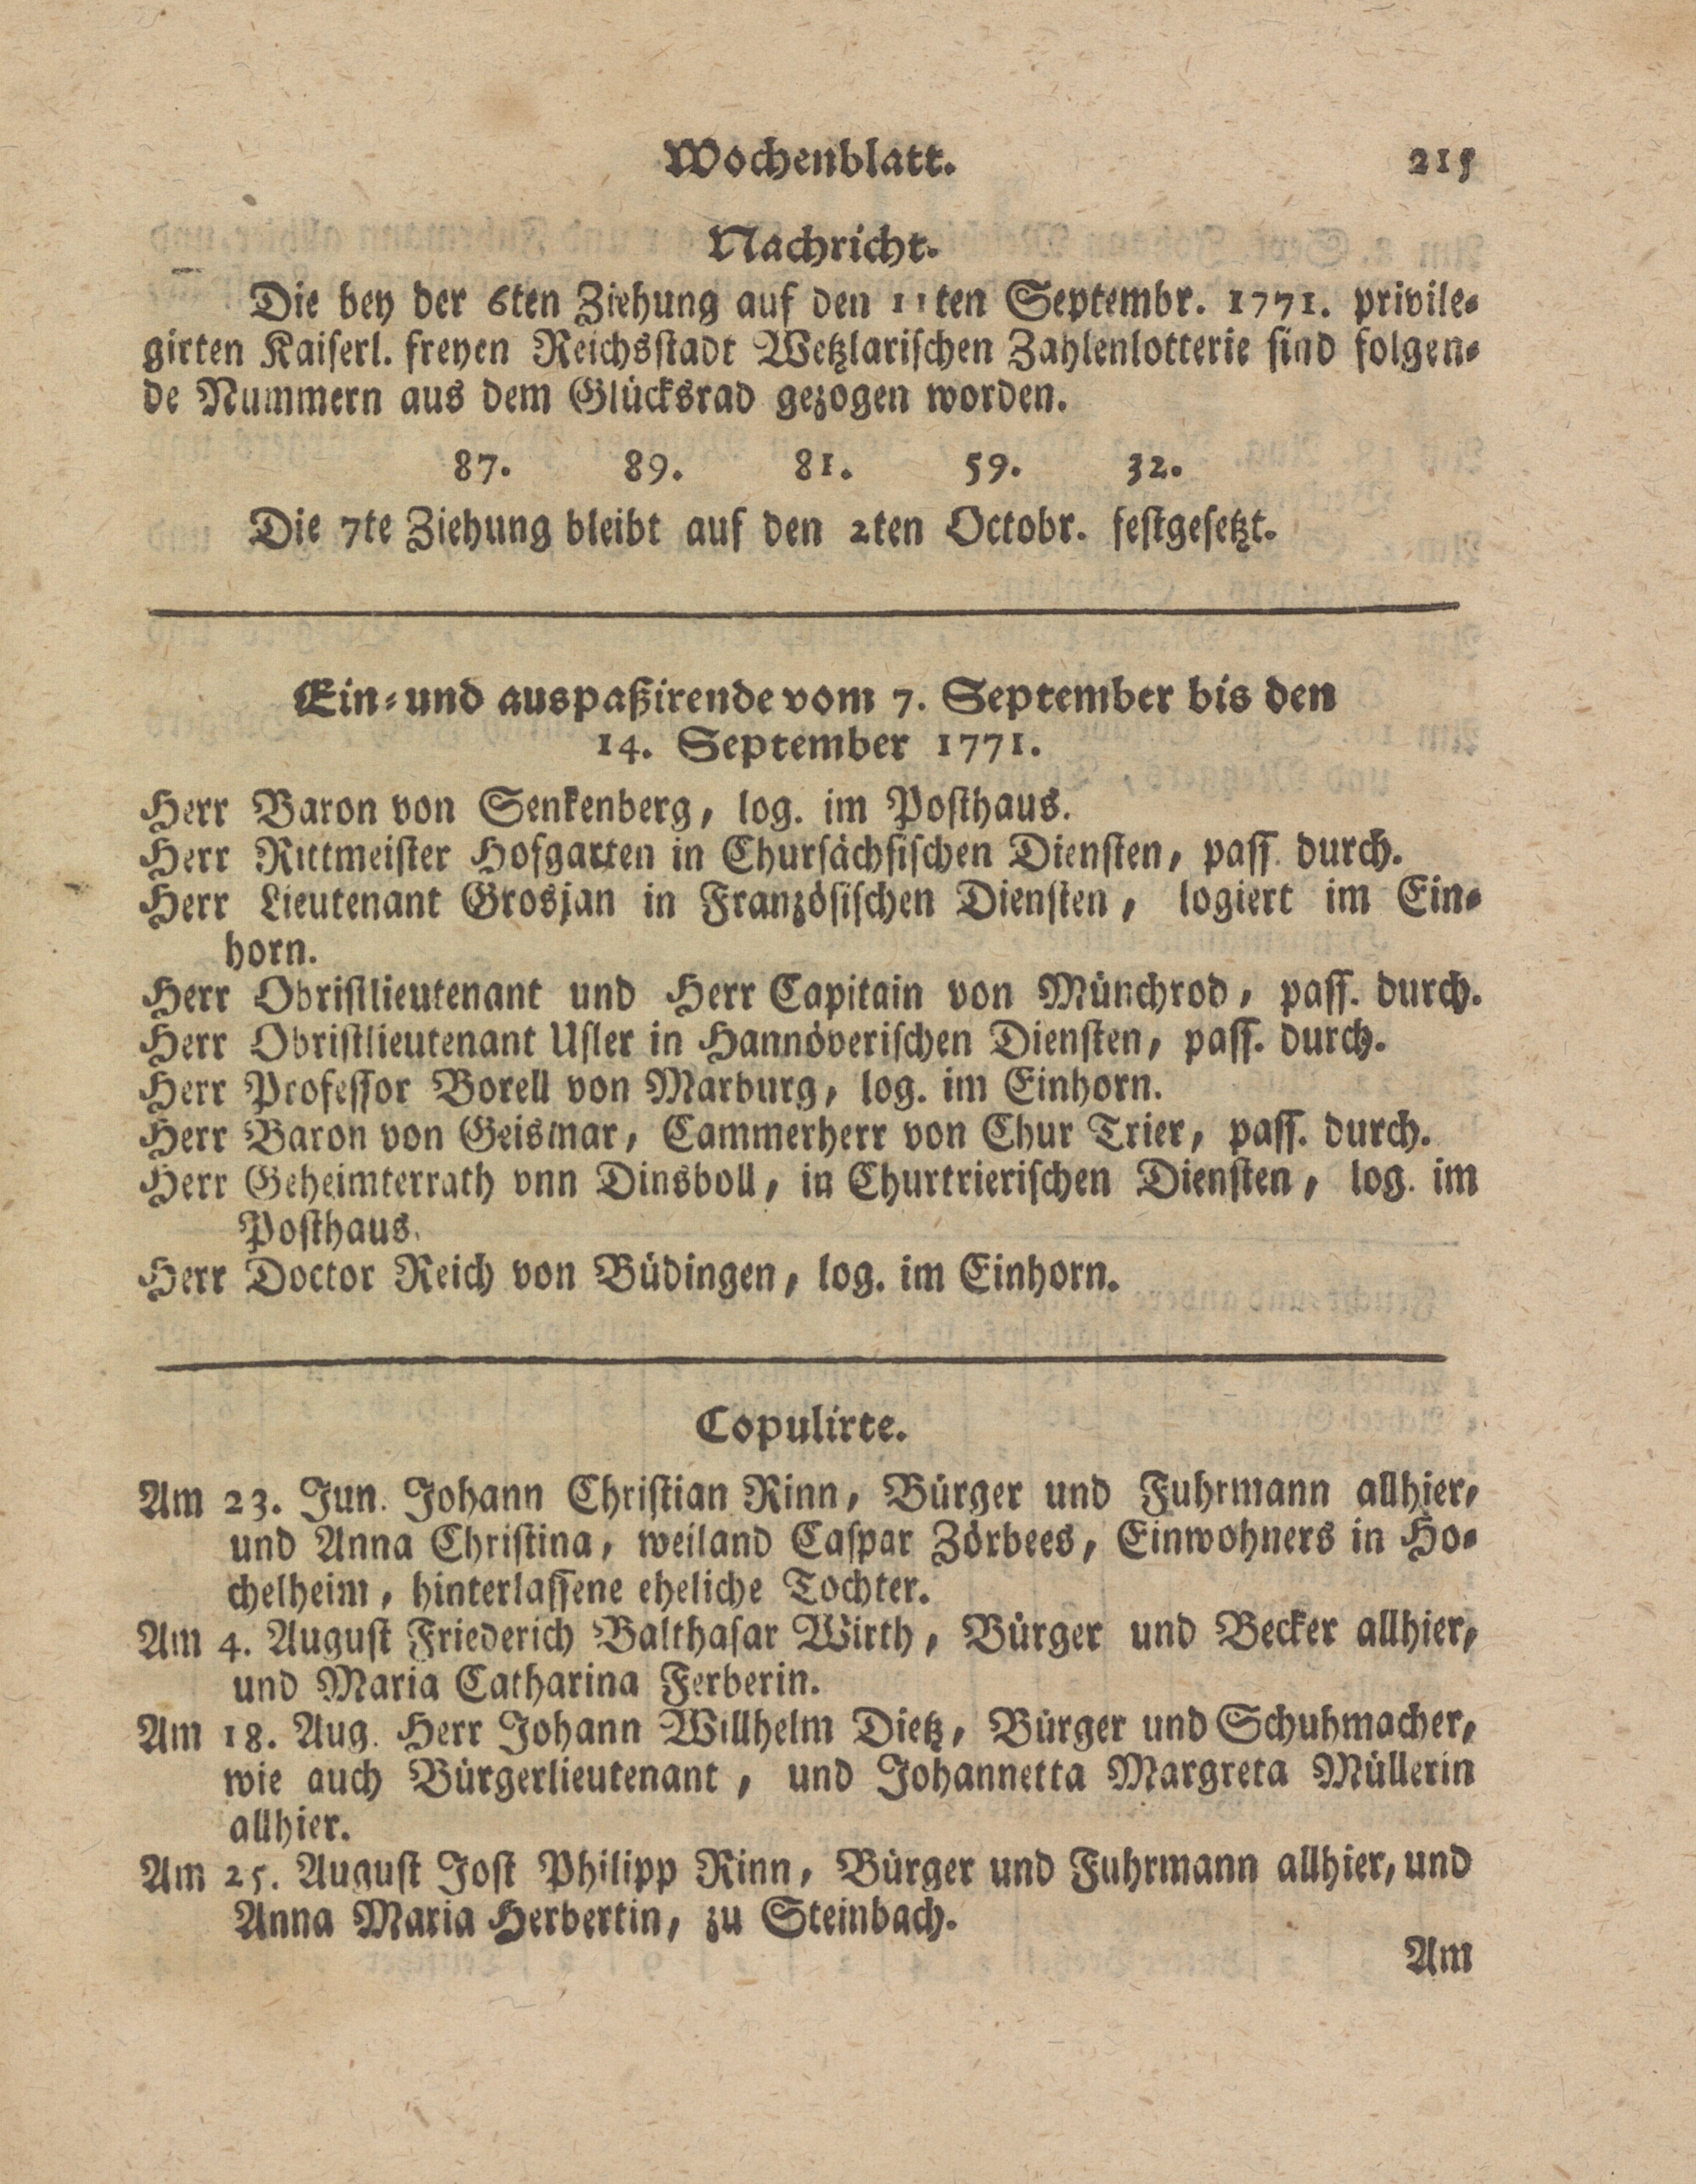 Wochenblatt. 215
Nachricht.
Die bey der 6ten Ziehung auf den 11ten Septembr. 1771. privile-
girten Kaiserl. freyen Reichsstadt Wetzlarischen Zahlenlotterie sind folgen-
de Nummern aus dem Glücksrad gezogen worden.
87. 89. 81. 59. 32.
Die 7te Ziehung bleibt auf den 2ten Octobr. festgesetzt.
Ein- und auspaßirende vom 7. September bis den
14. September 1771.
Herr Baron von Senkenberg, log. im Posthaus.
Herr Rittmeister Hofgarten in Chursächsischen Diensten, pass. durch.
Herr Lieutenant Grosjan in Französischen Diensten, logiert im Ein-
horn.
Herr Obristlieutenant und Herr Capitain von Münchrod, pass. durch.
Herr Obristlieutenant Usler in Hannöverischen Diensten, pass. durch.
Herr Professor Borell von Marburg, log. im Einhorn.
Herr Baron von Geismar, Cammerherr von Chur Trier, pass. durch.
Herr Geheimterrath vnn Dinsboll, in Churtrierischen Diensten, log. im
Posthaus.
Herr Doctor Reich von Büdingen, log. im Einhorn.
Copulirte.
Am 23. Jun. Johann Christian Rinn, Bürger und Fuhrmann allhier,
und Anna Christina, weiland Caspar Zörbees, Einwohners in Ho-
chelheim, hinterlassene eheliche Tochter.
Am 4. August Friederich Balthasar Wirth, Bürger und Becker allhier,
und Maria Catharina Ferberin.
Am 18. Aug. Herr Johann Willhelm Dietz, Bürger und Schuhmacher,
wie auch Bürgerlieutenant, und Johannetta Margreta Müllerin
allhier.
Am 25. August Jost Philipp Rinn, Bürger und Fuhrmann allhier, und
Anna Maria Herbertin, zu Steinbach.
Am